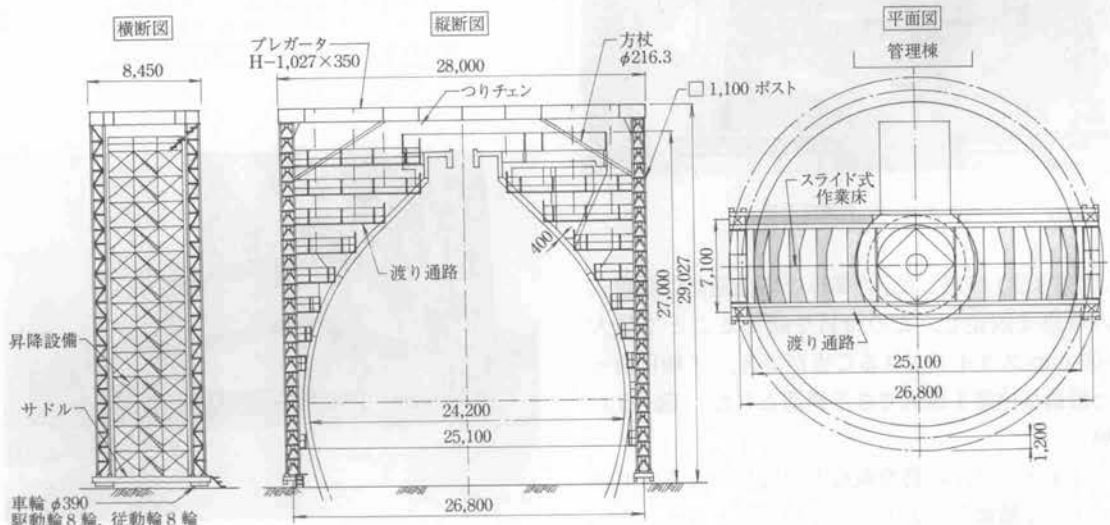 横断図
8,450
昇降設備
サドル
車輪 φ390
駆動輪8輪, 従動輪8輪
縦断図
プレガータ
H-1,027×350
28,000
つりチェン
方杖
φ216.3
□ 1,100 ポスト
渡り通路
400
27,000
29,027
24,200
25,100
26,800
平面図
管理棟
スライド式
作業床
7,100
渡り通路
25,100
26,800
1,200